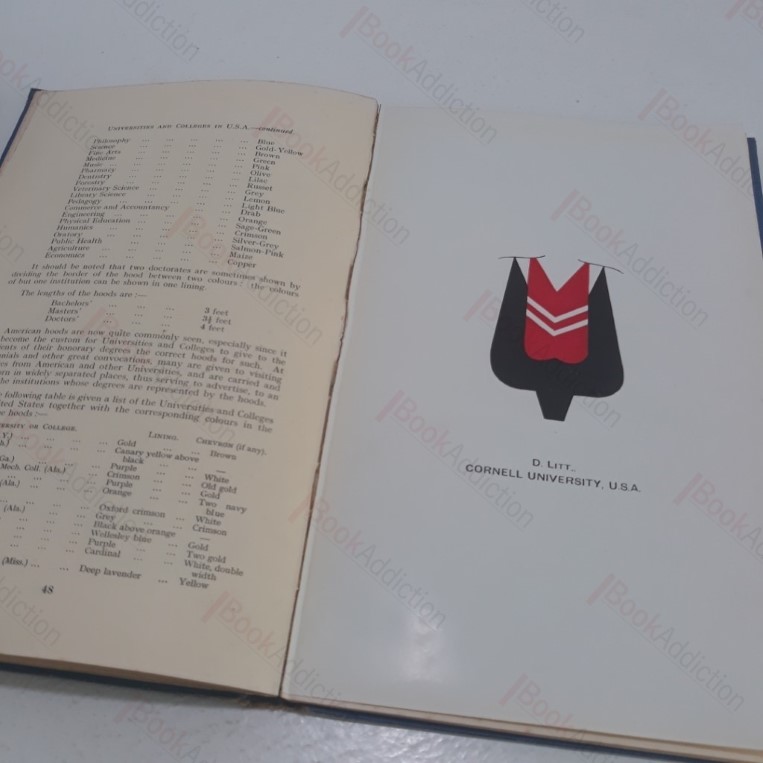 UNIVERSITIES AND COLLEGES IN U.S.A.—continued.
Philosophy ... ... ... ... ... Blue
Science ... ... ... ... Gold-Yellow
Fine Arts ... ... ... ... Brown
Medicine ... ... ... ... Green
Music ... ... ... ... Pink
Pharmacy ... ... ... ... Olive
Dentistry ... ... ... ... Lilac
Forestry ... ... ... ... Russet
Veterinary Science ... ... ... Grey
Library Science ... ... ... Lemon
Pedagogy ... ... ... Light Blue
Commerce and Accountancy ... ... Drab
Engineering ... ... ... Orange
Physical Education ... ... ... Sage-Green
Humanics ... ... ... Crimson
Oratory ... ... ... Silver-Grey
Public Health ... ... ... Salmon-Pink
Agriculture ... ... ... Maize
Economics ... ... ... Copper
It should be noted that two doctorates are sometimes shown by
dividing the border of the hood between two colours: the colours
of but one institution can be shown in one lining.
The lengths of the hoods are :—
Bachelors' ... ... ... 3 feet
Masters' ... ... ... 3½ feet
Doctors' ... ... ... 4 feet
American hoods are now quite commonly seen, especially since it
become the custom for Universities and Colleges to give to the
of their honorary degrees the correct hoods for such. At
and other great convocations, many are given to visiting
from American and other Universities, and are carried and
in widely separated places, thus serving to advertise, to an
the institutions whose degrees are represented by the hoods.
following table is given a list of the Universities and Colleges
States together with the corresponding colours in the
hoods :—
OR COLLEGE. LINING. CHEVRON (if any).
... ... Gold ... Brown
... ... Canary yellow above
black —
Mech. Coll. (Ala.) Purple ... White
... ... Crimson ... Old gold
(Ala.) ... Purple ... Gold
... ... Orange ... Two navy
blue
(Ala.) ... Oxford crimson ... White
... ... Grey ... Crimson
... ... Black above orange —
... ... Wellesley blue ... Gold
... ... Purple ... Two gold
... ... Cardinal ... White, double
width
(Miss.) ... ... Deep lavender ... Yellow
48
D. LITT.,
CORNELL UNIVERSITY, U.S.A.
BookAddiction